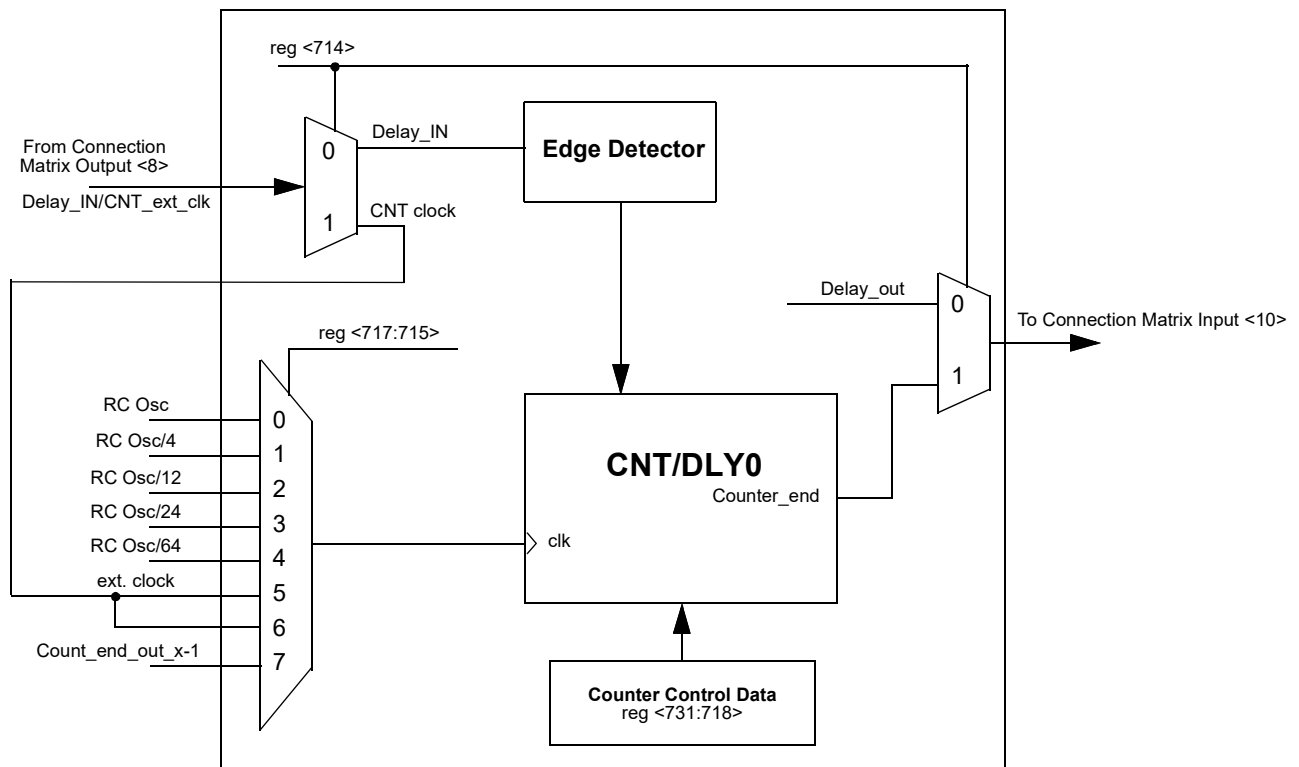 reg <714>
From Connection
Matrix Output <8>
Delay_IN/CNT_ext_clk
0
1
Delay_IN
CNT clock
Edge Detector
Delay_out
0
1
To Connection Matrix Input <10>
reg <717:715>
RC Osc
0
RC Osc/4
1
RC Osc/12
2
RC Osc/24
3
RC Osc/64
4
ext. clock
5
6
Count_end_out_x-1
7
CNT/DLY0
Counter_end
clk
Counter Control Data
reg <731:718>